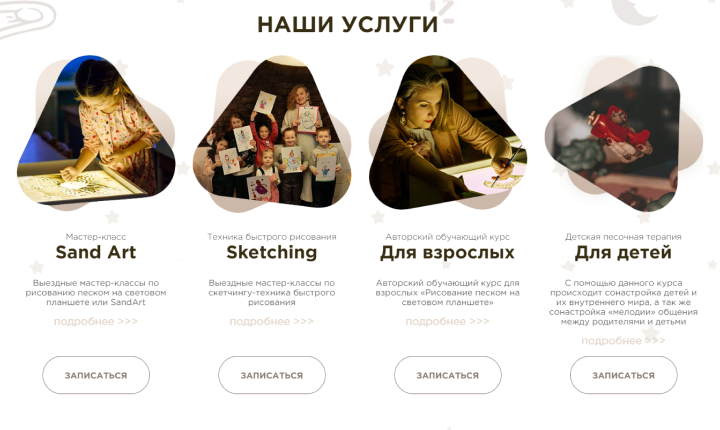 НАШИ УСЛУГИ
Мастер-класс
Sand Art
Выездные мастер-классы по
рисованию песком на световом
планшете или SandArt
подробнее >>>
ЗАПИСАТЬСЯ
Техника быстрого рисования
Sketching
Выездные мастер-классы по
скетчингу-техника быстрого
рисования
подробнее >>>
ЗАПИСАТЬСЯ
Авторский обучающий курс
Для взрослых
Авторский обучающий курс для
взрослых «Рисование песком на
световом планшете»
подробнее >>>
ЗАПИСАТЬСЯ
Детская песочная терапия
Для детей
С помощью данного курса
происходит сонастройка детей и
их внутреннего мира, а так же
сонастройка «мелодии» общения
между родителями и детьми
подробнее >>>
ЗАПИСАТЬСЯ